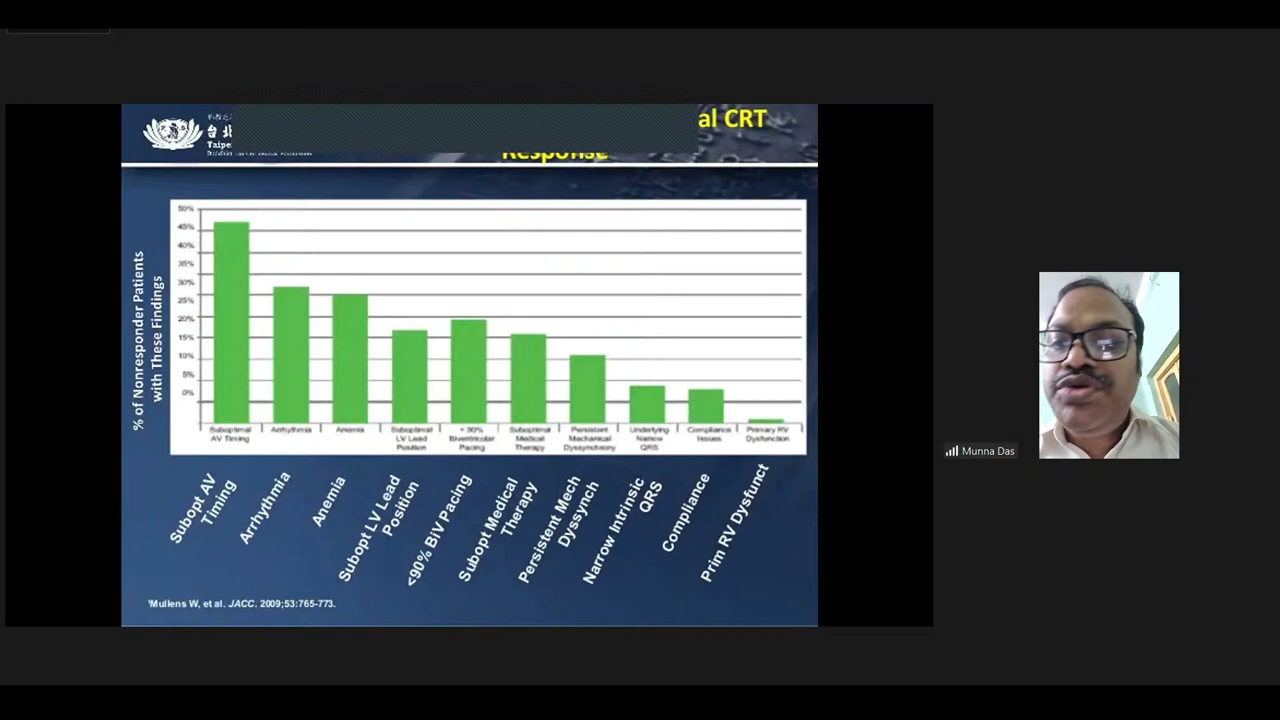 al CRT
Response
台北
Taipe
% of Nonresponder Patients
with These Findings
50%
45%
40%
35%
30%
25%
20%
15%
10%
5%
0%
Suboptimal
AV Timing
Arrhythmia
Anemia
Suboptimal
LV Lead
Position
< 90%
Biventricular
Pacing
Suboptimal
Medical
Therapy
Persistent
Mechanical
Dyssynchrony
Underlying
Narrow
QRS
Compliance
Issues
Primary RV
Dysfunction
Subopt AV
Timing
Arrhythmia
Anemia
Subopt LV Lead
Position
<90% BiV Pacing
Subopt Medical
Therapy
Persistent Mech
Dyssynch
Narrow Intrinsic
QRS
Compliance
Prim RV Dysfunct
¹Mullens W, et al. JACC. 2009;53:765-773.
Munna Das